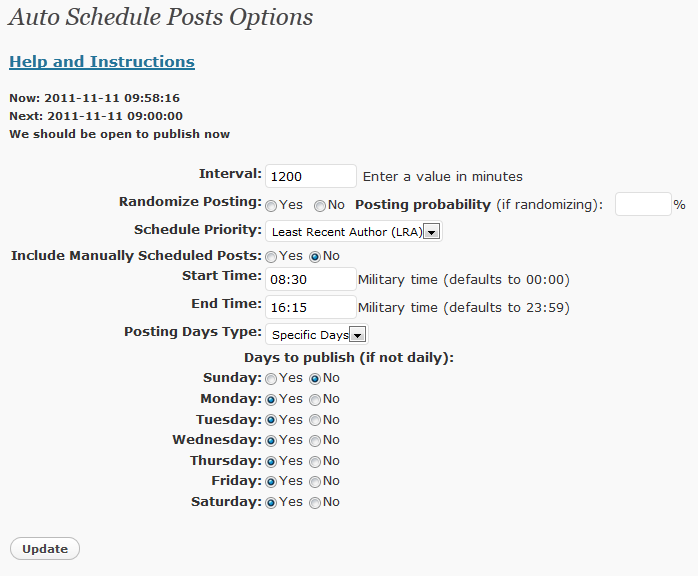 Auto Schedule Posts Options
Help and Instructions
Now: 2011-11-11 09:58:16
Next: 2011-11-11 09:00:00
We should be open to publish now
Interval: 1200 Enter a value in minutes
Randomize Posting: Yes No Posting probability (if randomizing): %
Schedule Priority: Least Recent Author (LRA)
Include Manually Scheduled Posts: Yes No
Start Time: 08:30 Military time (defaults to 00:00)
End Time: 16:15 Military time (defaults to 23:59)
Posting Days Type: Specific Days
Days to publish (if not daily):
Sunday: Yes No
Monday: Yes No
Tuesday: Yes No
Wednesday: Yes No
Thursday: Yes No
Friday: Yes No
Saturday: Yes No
Update